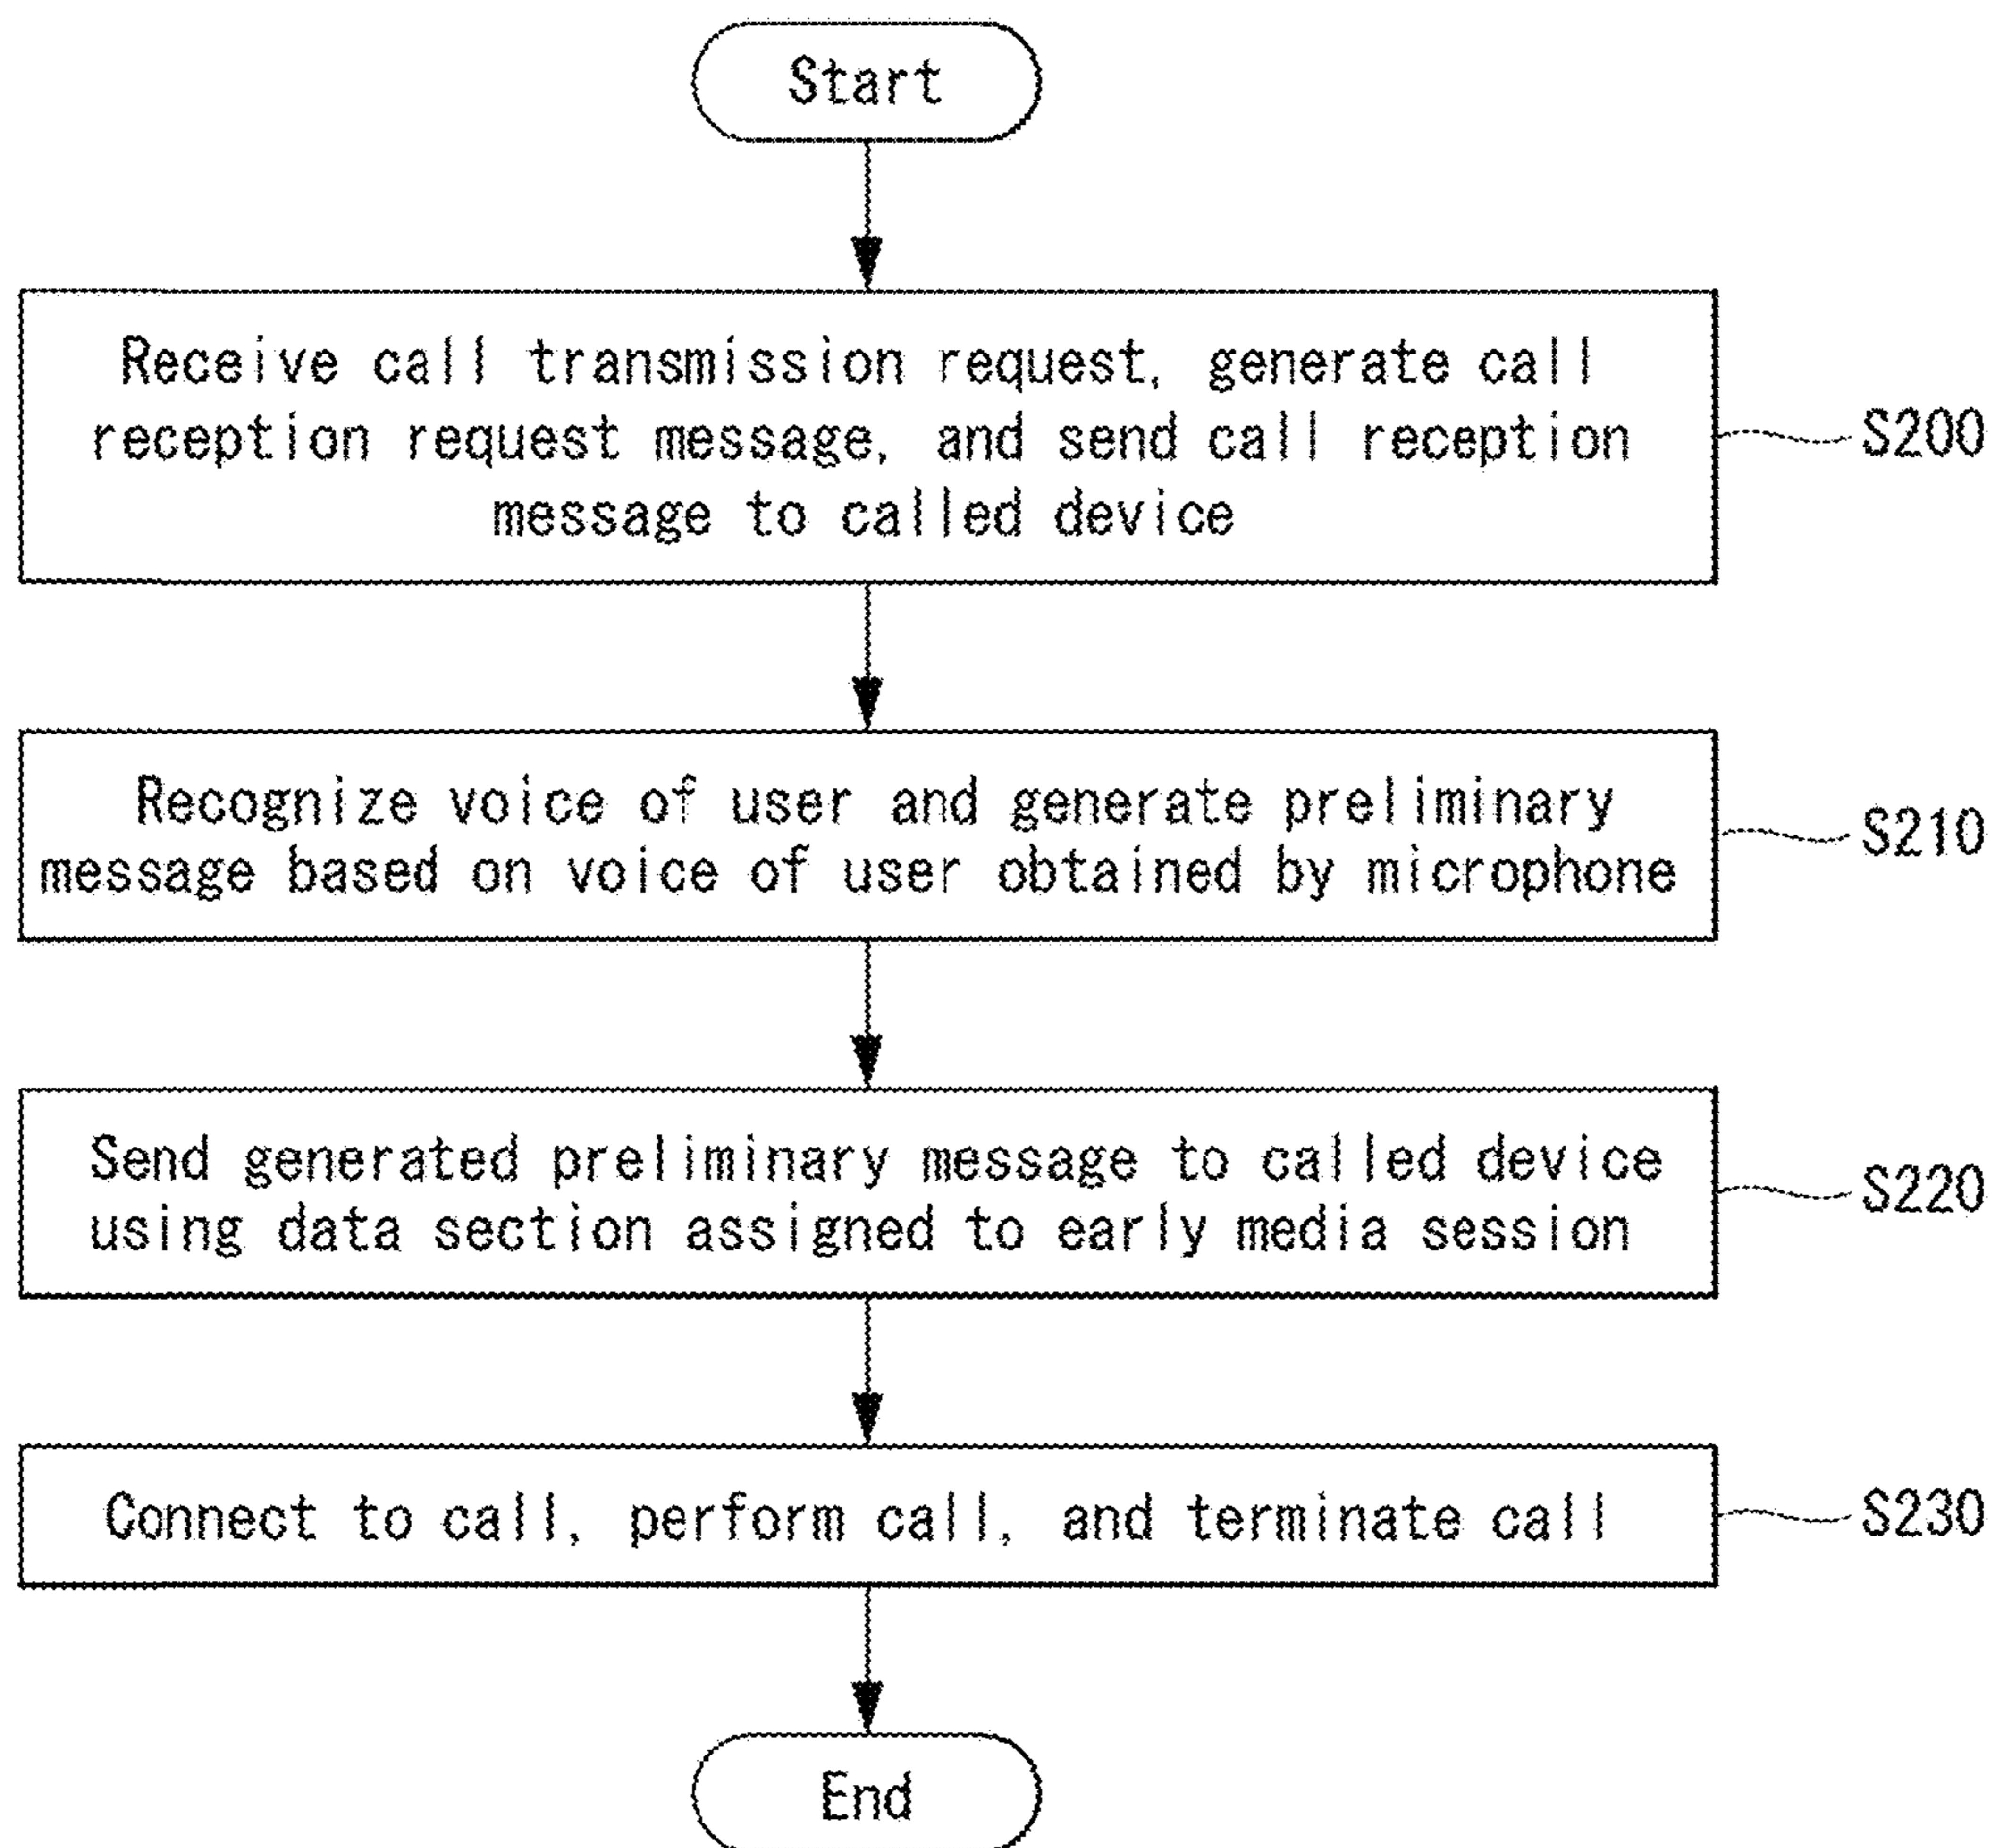 Start
Receive call transmission request, generate call
reception request message, and send call reception
message to called device
S200
Recognize voice of user and generate preliminary
message based on voice of user obtained by microphone
S210
Send generated preliminary message to called device
using data section assigned to early media session
S220
Connect to call, perform call, and terminate call
S230
End